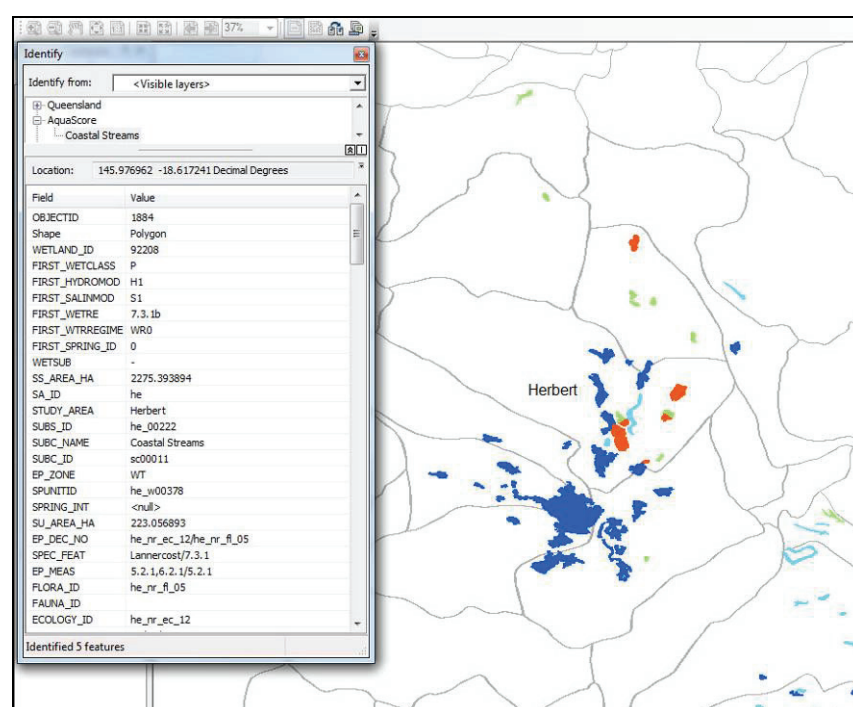 37%
Identify
Identify from: <Visible layers>
Queensland
AquaScore
Coastal Streams
Location: 145.976962 -18.617241 Decimal Degrees
Field Value
OBJECTID 1884
Shape Polygon
WETLAND_ID 92208
FIRST_WETCLASS P
FIRST_HYDROMOD H1
FIRST_SALINMOD S1
FIRST_WETRE 7.3.1b
FIRST_WTRREGIME WR0
FIRST_SPRING_ID 0
WETSUB -
SS_AREA_HA 2275.393894
SA_ID he
STUDY_AREA Herbert
SUBS_ID he_00222
SUBC_NAME Coastal Streams
SUBC_ID sc00011
EP_ZONE WT
SPUNITID he_w00378
SPRING_INT <null>
SU_AREA_HA 223.056893
EP_DEC_NO he_nr_ec_12/he_nr_fl_05
SPEC_FEAT Lannercost/7.3.1
EP_MEAS 5.2.1,6.2.1/5.2.1
FLORA_ID he_nr_fl_05
FAUNA_ID
ECOLOGY_ID he_nr_ec_12
Identified 5 features
Herbert